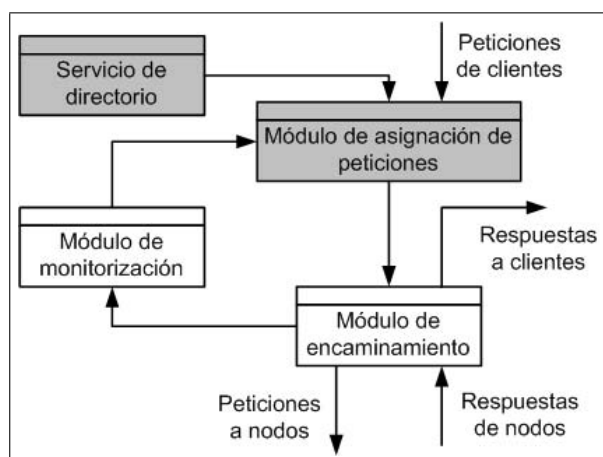 Servicio de
directorio
Peticiones
de clientes
Módulo de asignación de
peticiones
Módulo de
monitorización
Respuestas
a clientes
Módulo de
encaminamiento
Peticiones
a nodos
Respuestas
de nodos